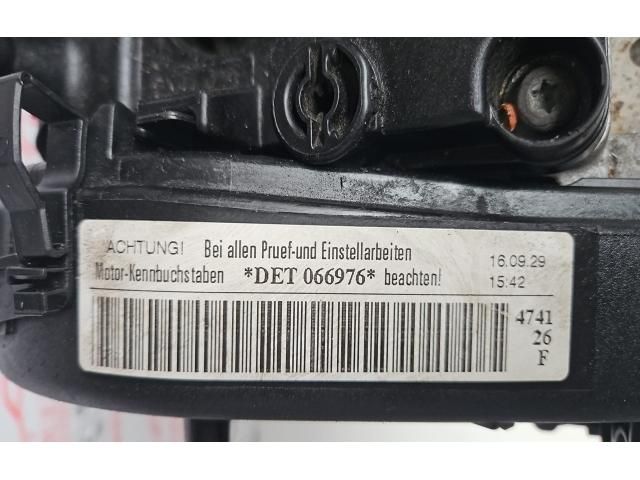 ACHTUNG! Bei allen Pruef-und Einstellarbeiten 16.09.29
Motor-Kennbuchstaben *DET 066976* beachten! 15:42
4741
26
F